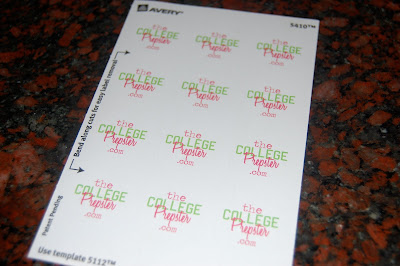 AVERY® 5410™
the COLLEGE Prepster .com
the COLLEGE Prepster .com
the COLLEGE Prepster .com
the COLLEGE Prepster .com
the COLLEGE Prepster .com
the COLLEGE Prepster .com
the COLLEGE Prepster .com
the COLLEGE Prepster .com
the COLLEGE Prepster .com
the COLLEGE Prepster .com
the COLLEGE Prepster .com
the COLLEGE Prepster .com
Bend along cuts for easy label removal
Patent Pending
Use template 5112™